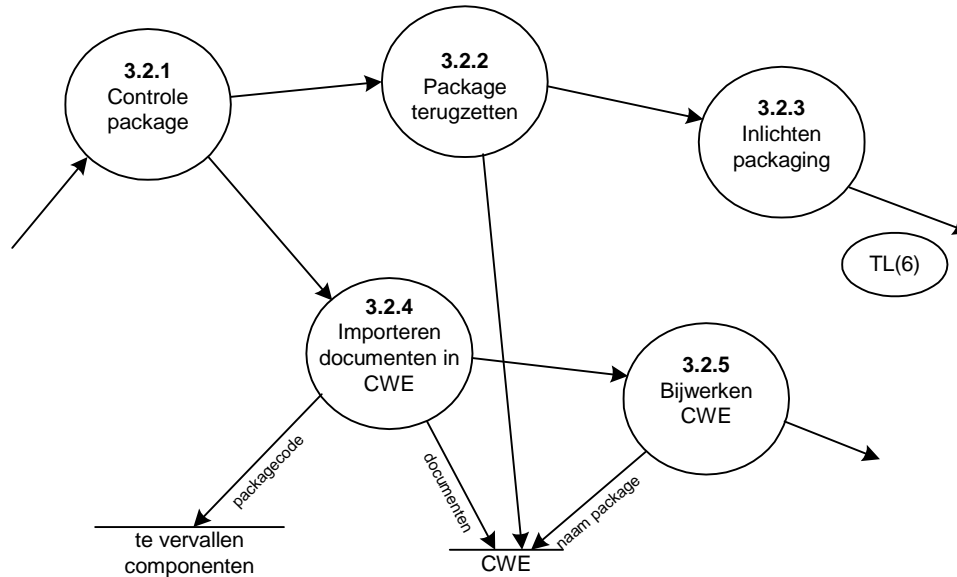 3.2.1
Controle
package
3.2.2
Package
terugzetten
3.2.3
Inlichten
packaging
TL(6)
3.2.4
Importeren
documenten in
CWE
3.2.5
Bijwerken
CWE
packagecode
documenten
naam package
te vervallen
componenten
CWE